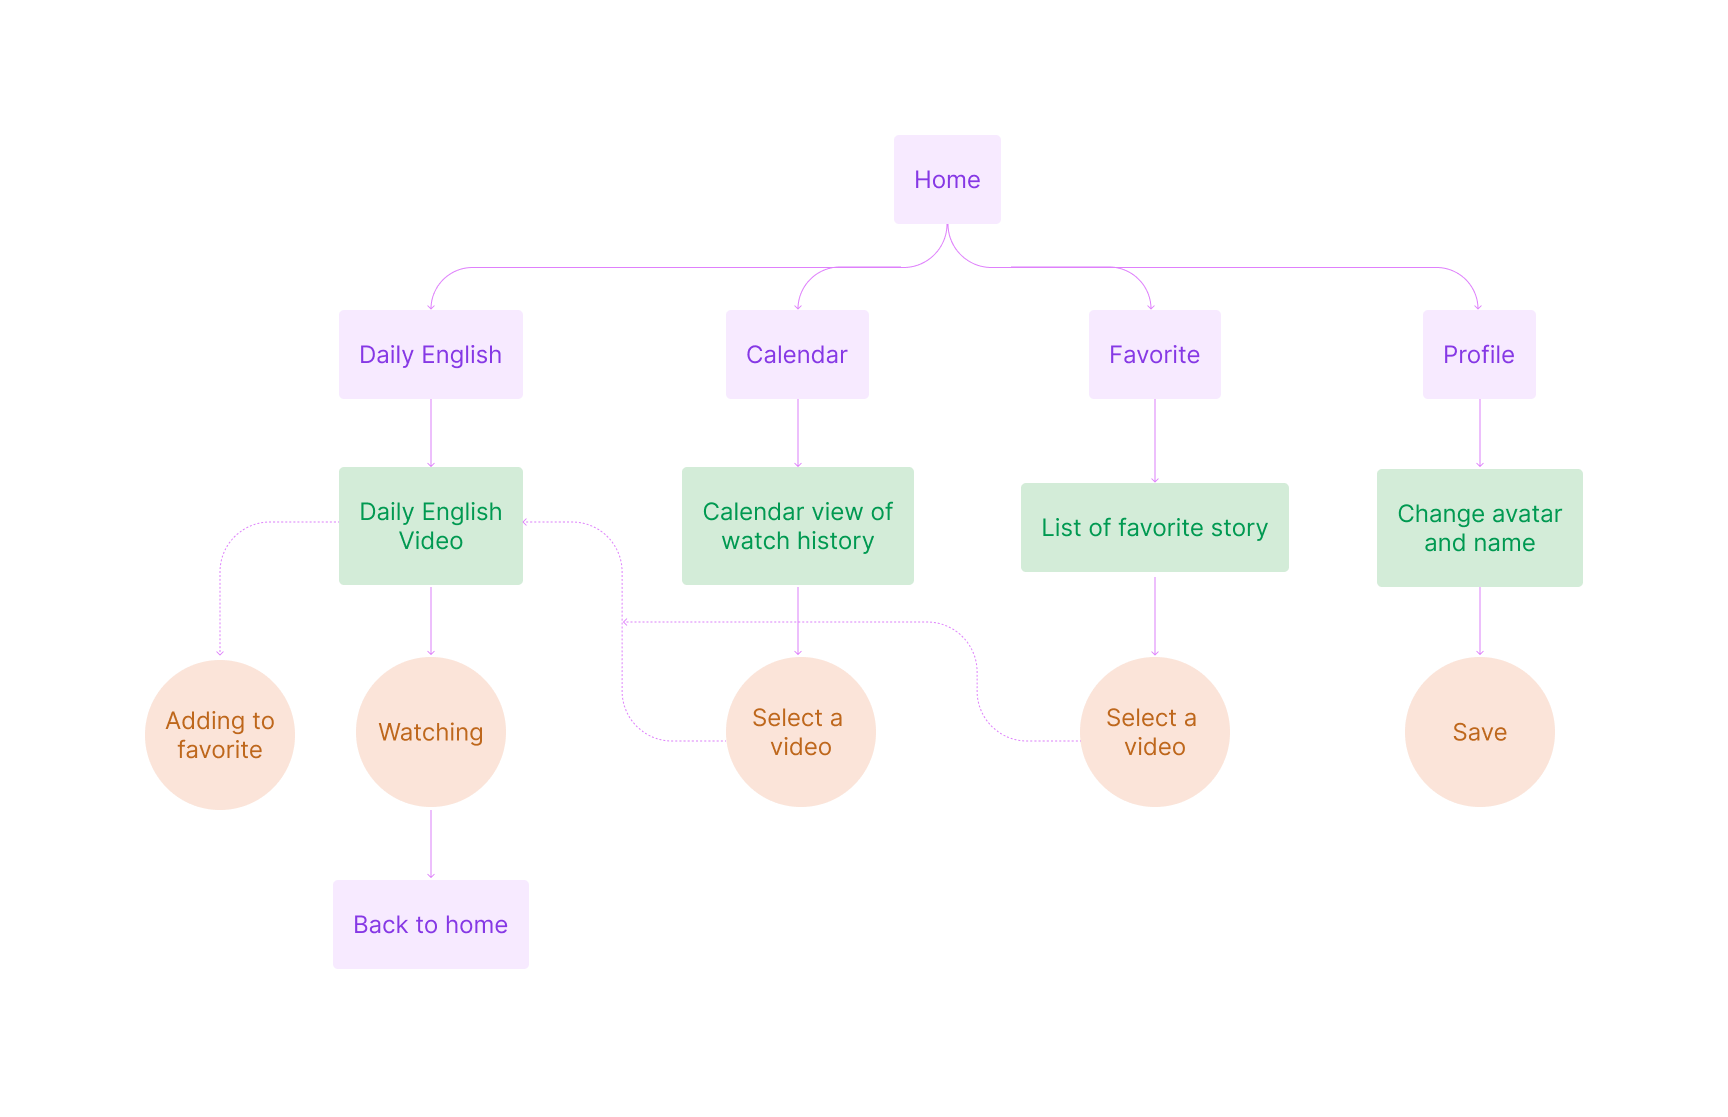 Home
Daily English
Calendar
Favorite
Profile
Daily English
Video
Calendar view of
watch history
List of favorite story
Change avatar
and name
Adding to
favorite
Watching
Select a
video
Select a
video
Save
Back to home